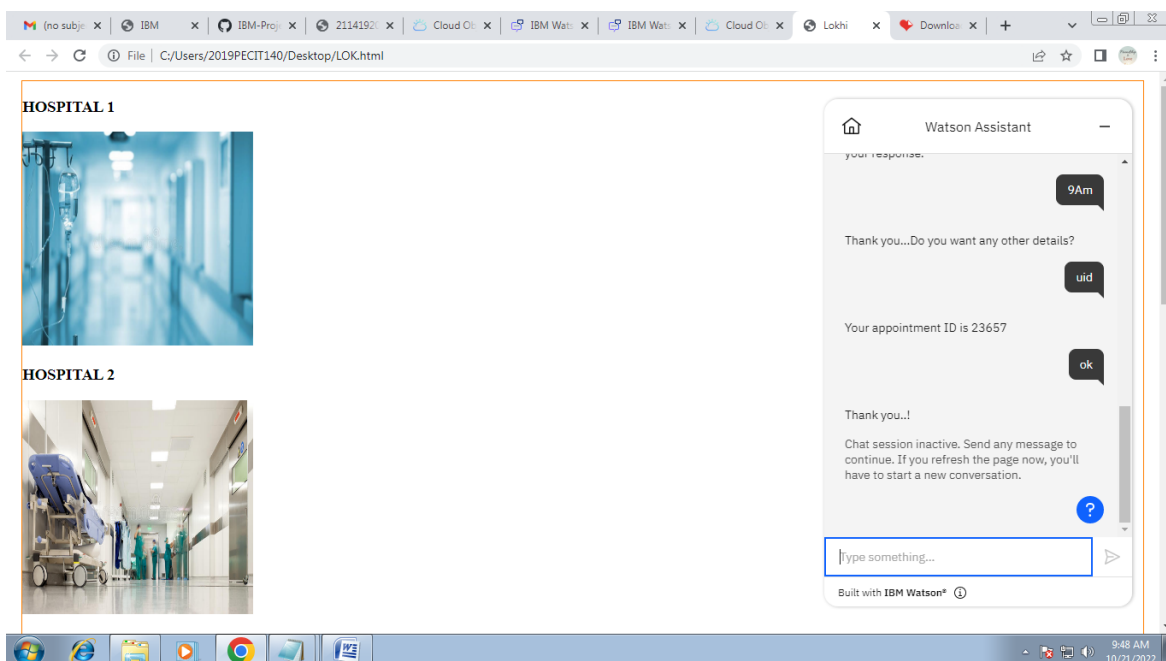 (no subje
IBM
IBM-Proj
2114192
Cloud Ob
IBM Wats
IBM Wats
Cloud Ob
Lokhi
Downloa
File | C:/Users/2019PECIT140/Desktop/LOK.html
HOSPITAL 1
HOSPITAL 2
Watson Assistant
your response.
9Am
Thank you...Do you want any other details?
uid
Your appointment ID is 23657
ok
Thank you..!
Chat session inactive. Send any message to
continue. If you refresh the page now, you'll
have to start a new conversation.
?
Type something...
Built with IBM Watson®
9:48 AM
10/21/2022